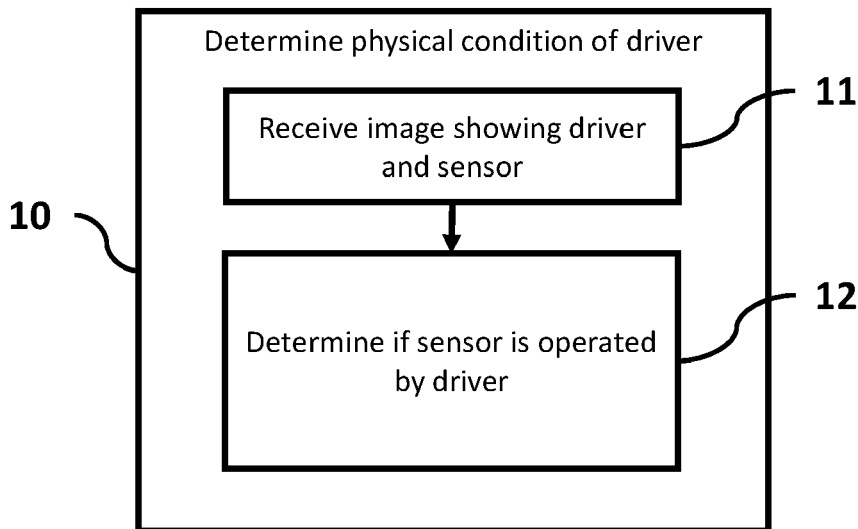 Determine physical condition of driver
11
Receive image showing driver
and sensor
10
12
Determine if sensor is operated
by driver